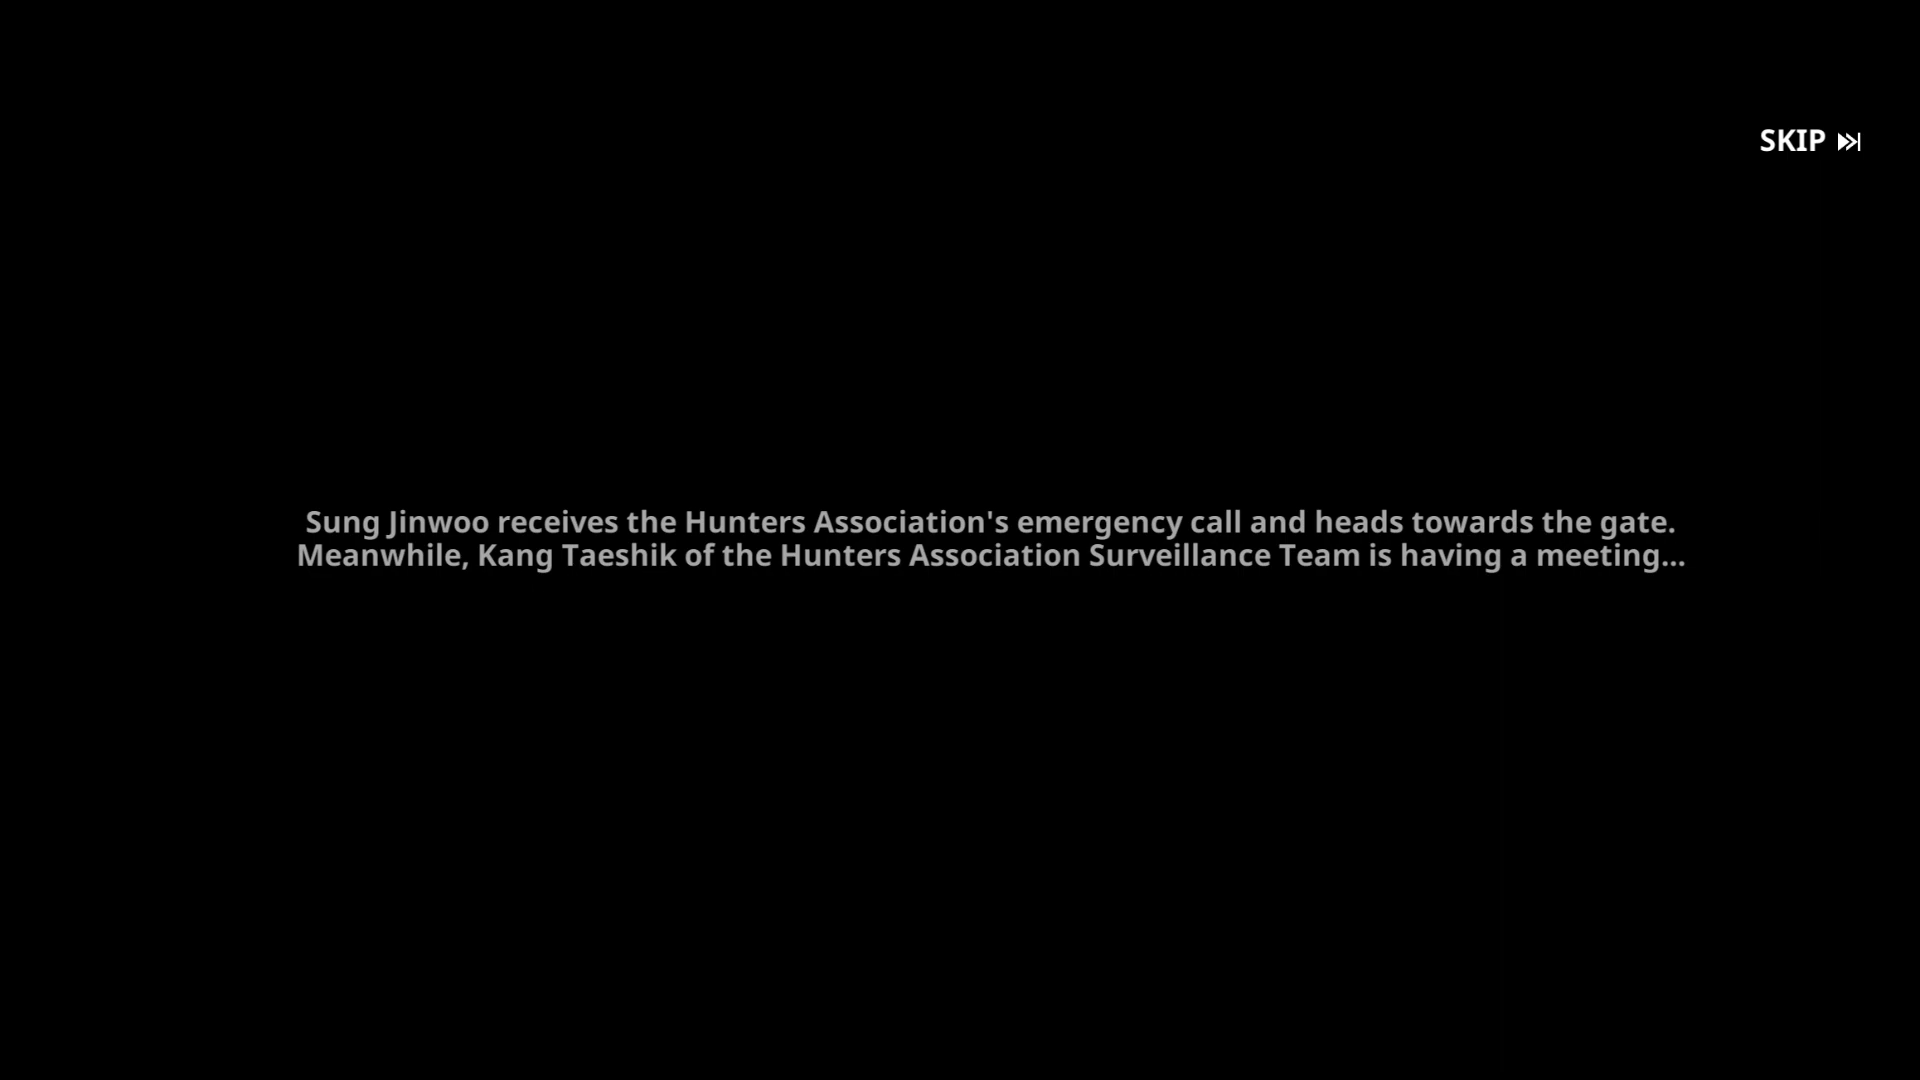 SKIP
Sung Jinwoo receives the Hunters Association's emergency call and heads towards the gate.
Meanwhile, Kang Taeshik of the Hunters Association Surveillance Team is having a meeting...